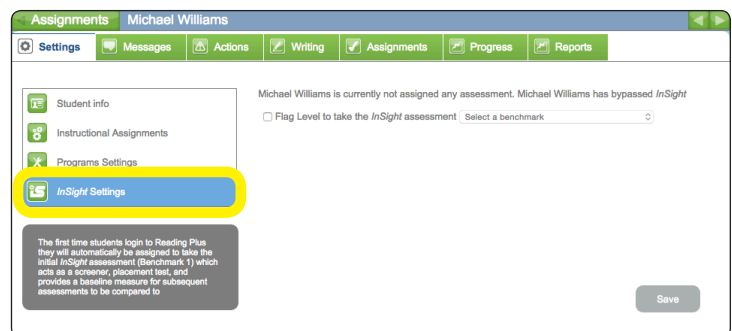 Assignments Michael Williams
Settings Messages Actions Writing Assignments Progress Reports
Michael Williams is currently not assigned any assessment. Michael Williams has bypassed InSight
Student info
Flag Level to take the InSight assessment Select a benchmark
Instructional Assignments
Programs Settings
InSight Settings
The first time students login to Reading Plus
they will automatically be assigned to take the
initial InSight assessment (Benchmark 1) which
acts as a screener, placement test, and
provides a baseline measure for subsequent
assessments to be compared to
Save